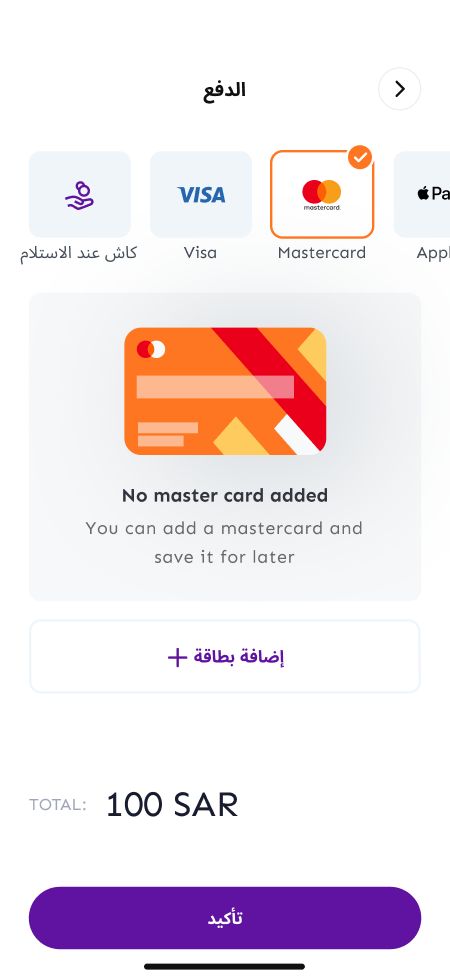 الدفع
VISA
mastercard.
Pa
كاش عند الاستلام
Visa
Mastercard
Appl
No master card added
You can add a mastercard and
save it for later
إضافة بطاقة +
TOTAL: 100 SAR
تأكيد